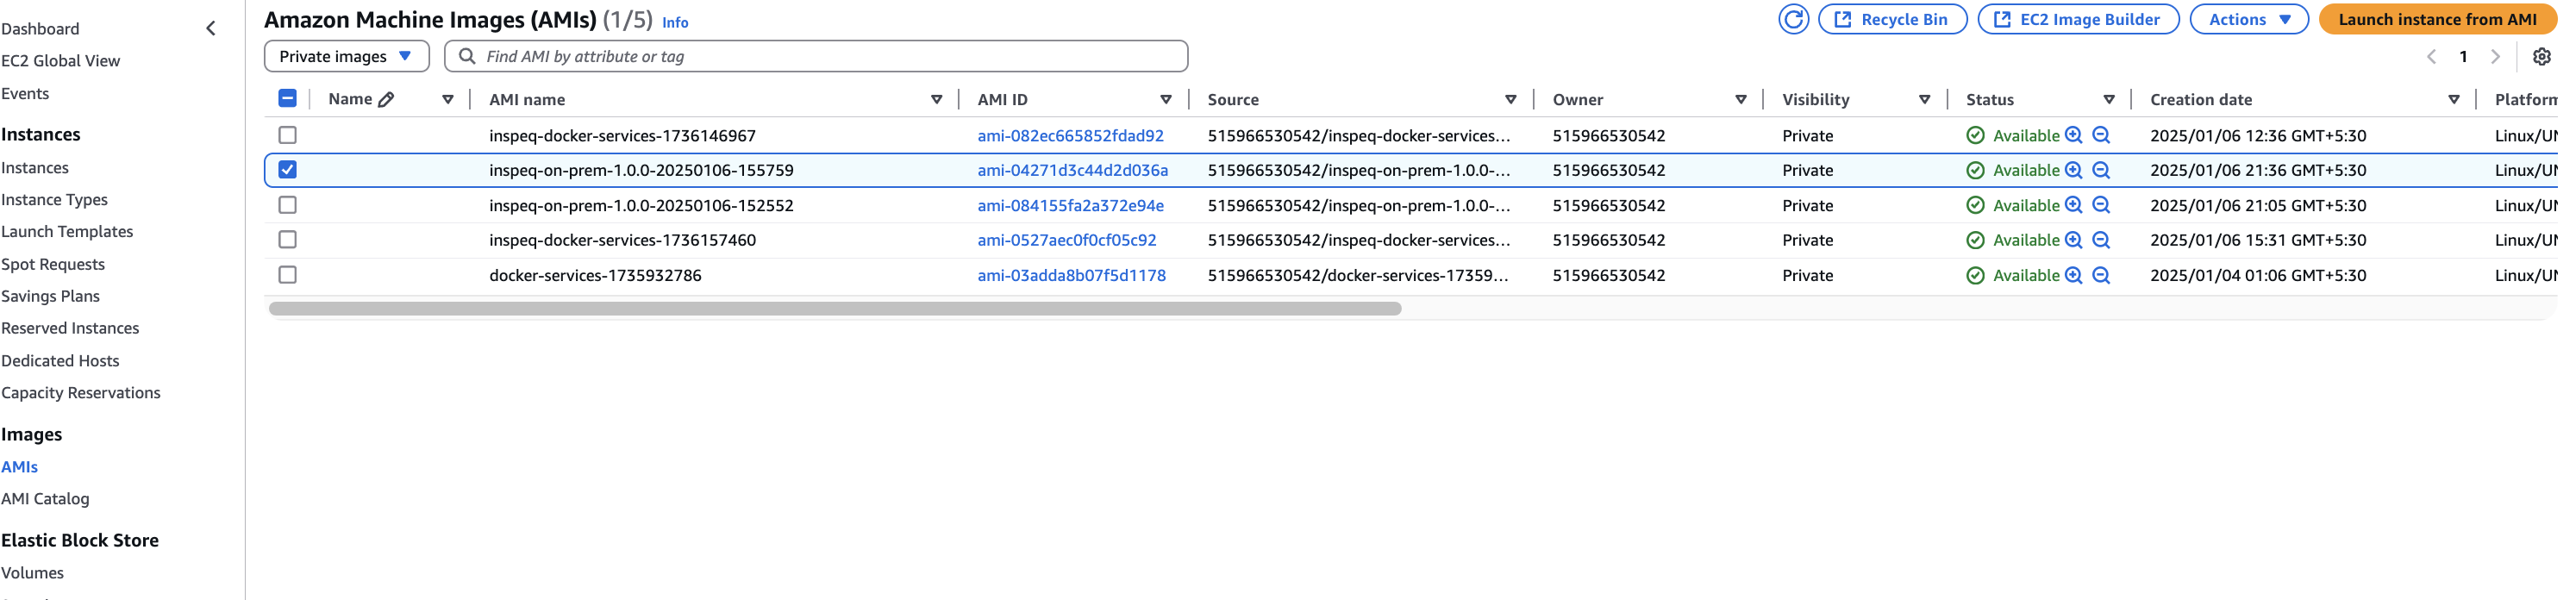 Dashboard
EC2 Global View
Events
Instances
Instances
Instance Types
Launch Templates
Spot Requests
Savings Plans
Reserved Instances
Dedicated Hosts
Capacity Reservations
Images
AMIs
AMI Catalog
Elastic Block Store
Volumes
Amazon Machine Images (AMIs) (1/5) Info
Recycle Bin EC2 Image Builder Actions Launch instance from AMI
Private images Find AMI by attribute or tag 1
Name AMI name AMI ID Source Owner Visibility Status Creation date Platform
inspeq-docker-services-1736146967 ami-082ec665852fdad92 515966530542/inspeq-docker-services... 515966530542 Private Available 2025/01/06 12:36 GMT+5:30 Linux/UN
inspeq-on-prem-1.0.0-20250106-155759 ami-04271d3c44d2d036a 515966530542/inspeq-on-prem-1.0.0-... 515966530542 Private Available 2025/01/06 21:36 GMT+5:30 Linux/UN
inspeq-on-prem-1.0.0-20250106-152552 ami-084155fa2a372e94e 515966530542/inspeq-on-prem-1.0.0-... 515966530542 Private Available 2025/01/06 21:05 GMT+5:30 Linux/UN
inspeq-docker-services-1736157460 ami-0527aec0f0cf05c92 515966530542/inspeq-docker-services... 515966530542 Private Available 2025/01/06 15:31 GMT+5:30 Linux/UN
docker-services-1735932786 ami-03adda8b07f5d1178 515966530542/docker-services-17359... 515966530542 Private Available 2025/01/04 01:06 GMT+5:30 Linux/UN